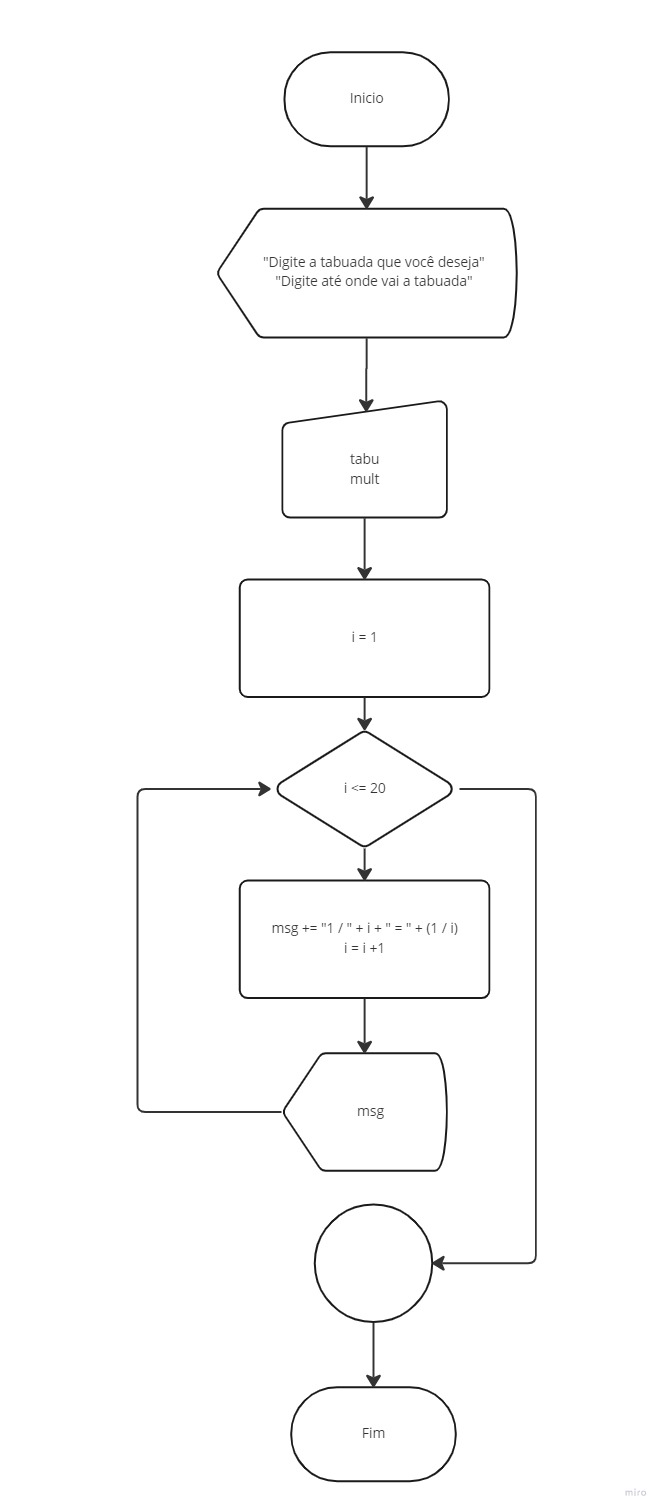 Inicio
"Digite a tabuada que você deseja"
"Digite até onde vai a tabuada"
tabu
mult
i = 1
i <= 20
msg += "1 / " + i + " = " + (1 / i)
i = i +1
msg
Fim
miro